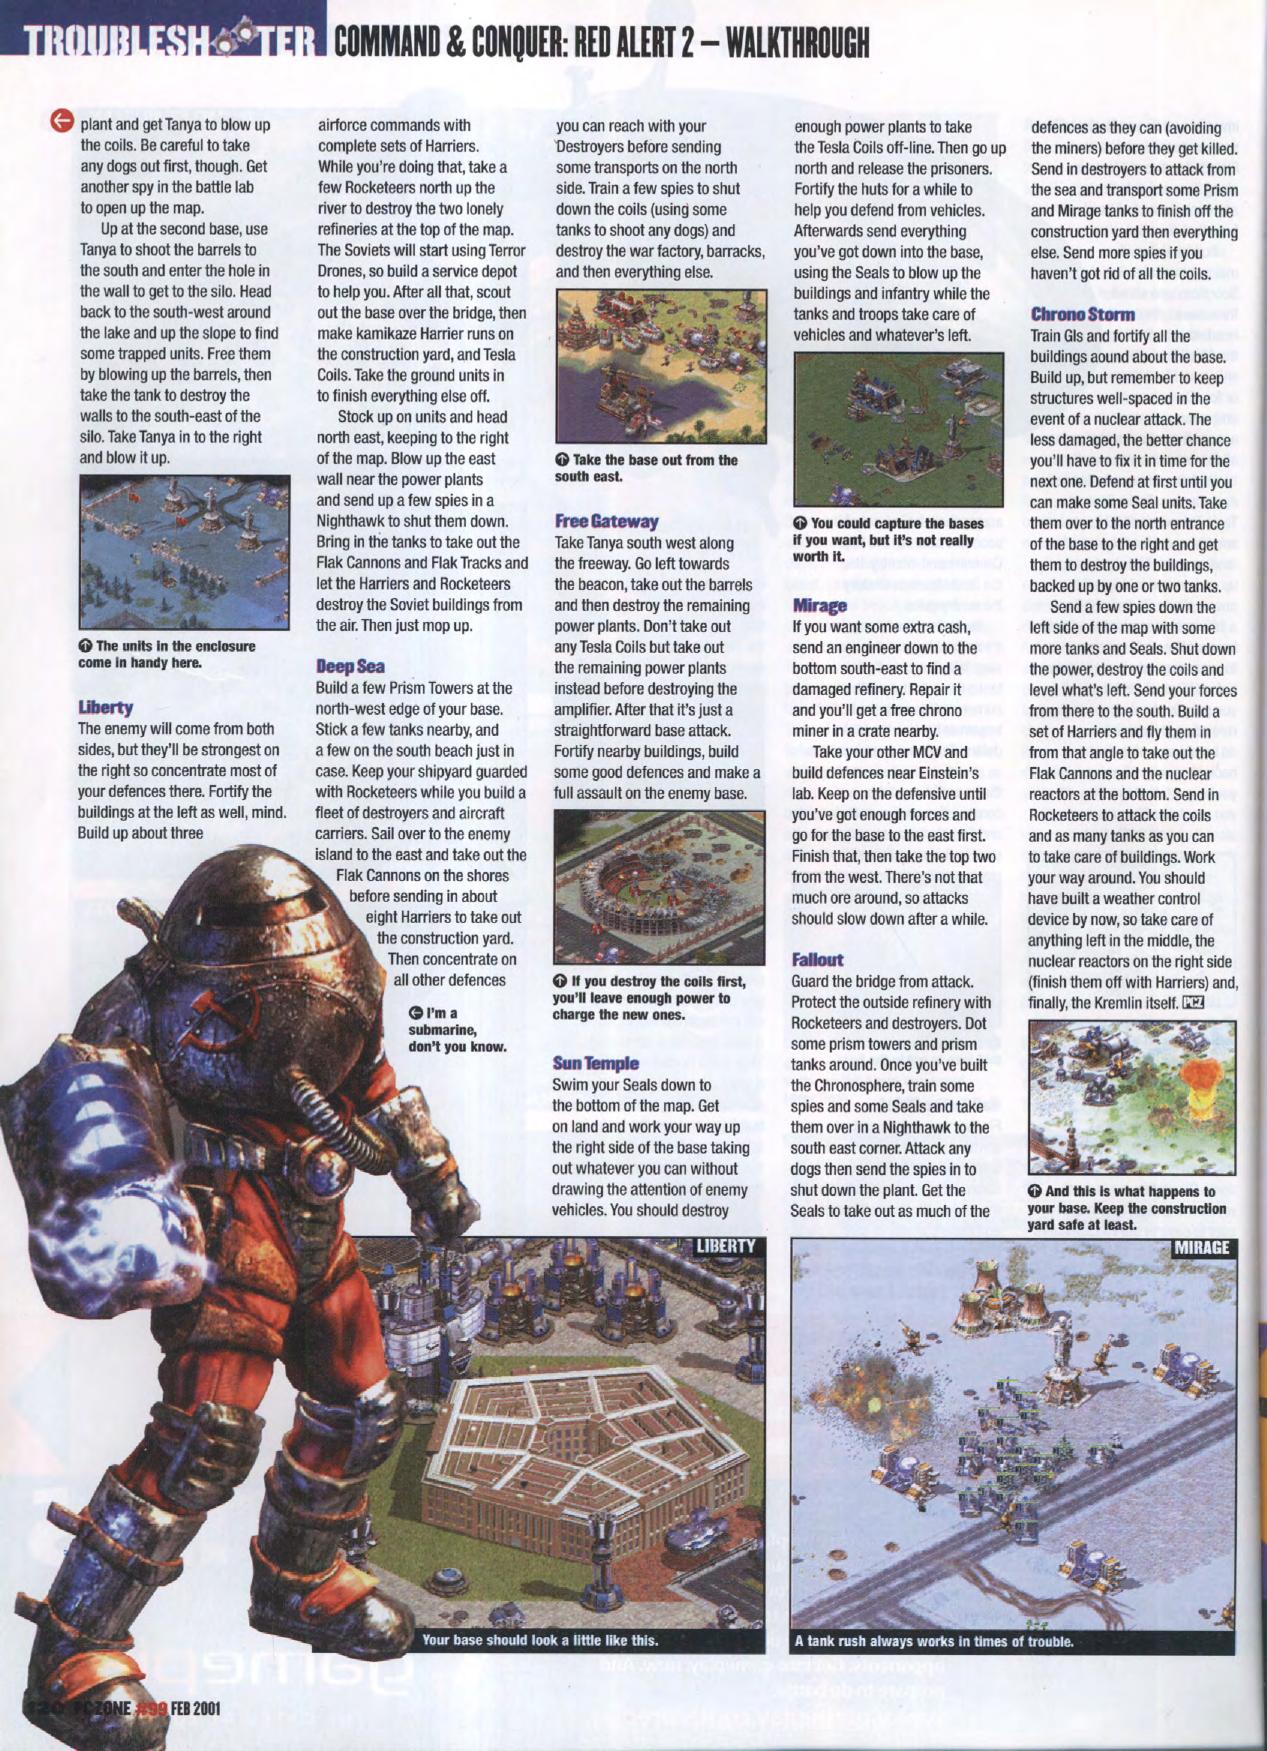 TROUBLESHOOTER COMMAND & CONQUER: RED ALERT 2 – WALKTHROUGH
plant and get Tanya to blow up
the coils. Be careful to take
any dogs out first, though. Get
another spy in the battle lab
to open up the map.
Up at the second base, use
Tanya to shoot the barrels to
the south and enter the hole in
the wall to get to the silo. Head
back to the south-west around
the lake and up the slope to find
some trapped units. Free them
by blowing up the barrels, then
take the tank to destroy the
walls to the south-east of the
silo. Take Tanya in to the right
and blow it up.
The units in the enclosure
come in handy here.
Liberty
The enemy will come from both
sides, but they'll be strongest on
the right so concentrate most of
your defences there. Fortify the
buildings at the left as well, mind.
Build up about three
airforce commands with
complete sets of Harriers.
While you're doing that, take a
few Rocketeers north up the
river to destroy the two lonely
refineries at the top of the map.
The Soviets will start using Terror
Drones, so build a service depot
to help you. After all that, scout
out the base over the bridge, then
make kamikaze Harrier runs on
the construction yard, and Tesla
Coils. Take the ground units in
to finish everything else off.
Stock up on units and head
north east, keeping to the right
of the map. Blow up the east
wall near the power plants
and send up a few spies in a
Nighthawk to shut them down.
Bring in the tanks to take out the
Flak Cannons and Flak Tracks and
let the Harriers and Rocketeers
destroy the Soviet buildings from
the air. Then just mop up.
Deep Sea
Build a few Prism Towers at the
north-west edge of your base.
Stick a few tanks nearby, and
a few on the south beach just in
case. Keep your shipyard guarded
with Rocketeers while you build a
fleet of destroyers and aircraft
carriers. Sail over to the enemy
island to the east and take out the
Flak Cannons on the shores
before sending in about
eight Harriers to take out
the construction yard.
Then concentrate on
all other defences
I'm a
submarine,
don't you know.
you can reach with your
Destroyers before sending
some transports on the north
side. Train a few spies to shut
down the coils (using some
tanks to shoot any dogs) and
destroy the war factory, barracks,
and then everything else.
Take the base out from the
south east.
Free Gateway
Take Tanya south west along
the freeway. Go left towards
the beacon, take out the barrels
and then destroy the remaining
power plants. Don't take out
any Tesla Coils but take out
the remaining power plants
instead before destroying the
amplifier. After that it's just a
straightforward base attack.
Fortify nearby buildings, build
some good defences and make a
full assault on the enemy base.
If you destroy the coils first,
you'll leave enough power to
charge the new ones.
Sun Temple
Swim your Seals down to
the bottom of the map. Get
on land and work your way up
the right side of the base taking
out whatever you can without
drawing the attention of enemy
vehicles. You should destroy
enough power plants to take
the Tesla Coils off-line. Then go up
north and release the prisoners.
Fortify the huts for a while to
help you defend from vehicles.
Afterwards send everything
you've got down into the base,
using the Seals to blow up the
buildings and infantry while the
tanks and troops take care of
vehicles and whatever's left.
You could capture the bases
if you want, but it's not really
worth it.
Mirage
If you want some extra cash,
send an engineer down to the
bottom south-east to find a
damaged refinery. Repair it
and you'll get a free chrono
miner in a crate nearby.
Take your other MCV and
build defences near Einstein's
lab. Keep on the defensive until
you've got enough forces and
go for the base to the east first.
Finish that, then take the top two
from the west. There's not that
much ore around, so attacks
should slow down after a while.
Fallout
Guard the bridge from attack.
Protect the outside refinery with
Rocketeers and destroyers. Dot
some prism towers and prism
tanks around. Once you've built
the Chronosphere, train some
spies and some Seals and take
them over in a Nighthawk to the
south east corner. Attack any
dogs then send the spies in to
shut down the plant. Get the
Seals to take out as much of the
defences as they can (avoiding
the miners) before they get killed.
Send in destroyers to attack from
the sea and transport some Prism
and Mirage tanks to finish off the
construction yard then everything
else. Send more spies if you
haven't got rid of all the coils.
Chrono Storm
Train GIs and fortify all the
buildings aound about the base.
Build up, but remember to keep
structures well-spaced in the
event of a nuclear attack. The
less damaged, the better chance
you'll have to fix it in time for the
next one. Defend at first until you
can make some Seal units. Take
them over to the north entrance
of the base to the right and get
them to destroy the buildings,
backed up by one or two tanks.
Send a few spies down the
left side of the map with some
more tanks and Seals. Shut down
the power, destroy the coils and
level what's left. Send your forces
from there to the south. Build a
set of Harriers and fly them in
from that angle to take out the
Flak Cannons and the nuclear
reactors at the bottom. Send in
Rocketeers to attack the coils
and as many tanks as you can
to take care of buildings. Work
your way around. You should
have built a weather control
device by now, so take care of
anything left in the middle, the
nuclear reactors on the right side
(finish them off with Harriers) and,
finally, the Kremlin itself. PCZ
And this is what happens to
your base. Keep the construction
yard safe at least.
LIBERTY
Your base should look a little like this.
MIRAGE
A tank rush always works in times of trouble.
120 PCZONE #99 FEB 2001